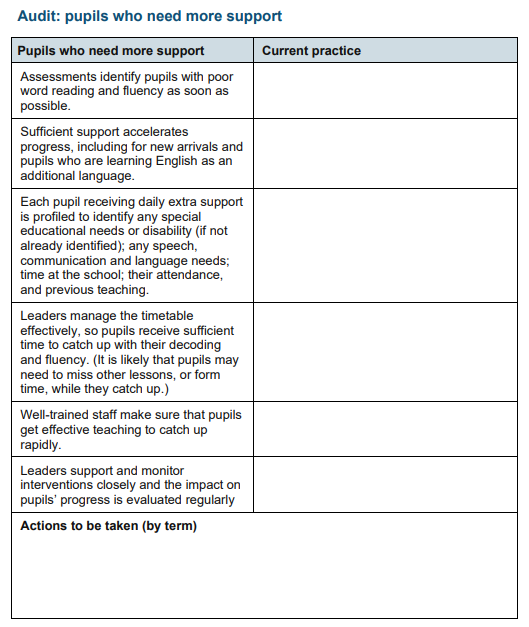 Audit: pupils who need more support
Pupils who need more support
Current practice
Assessments identify pupils with poor
word reading and fluency as soon as
possible.
Sufficient support accelerates
progress, including for new arrivals and
pupils who are learning English as an
additional language.
Each pupil receiving daily extra support
is profiled to identify any special
educational needs or disability (if not
already identified); any speech,
communication and language needs;
time at the school; their attendance,
and previous teaching.
Leaders manage the timetable
effectively, so pupils receive sufficient
time to catch up with their decoding
and fluency. (It is likely that pupils may
need to miss other lessons, or form
time, while they catch up.)
Well-trained staff make sure that pupils
get effective teaching to catch up
rapidly.
Leaders support and monitor
interventions closely and the impact on
pupils' progress is evaluated regularly
Actions to be taken (by term)